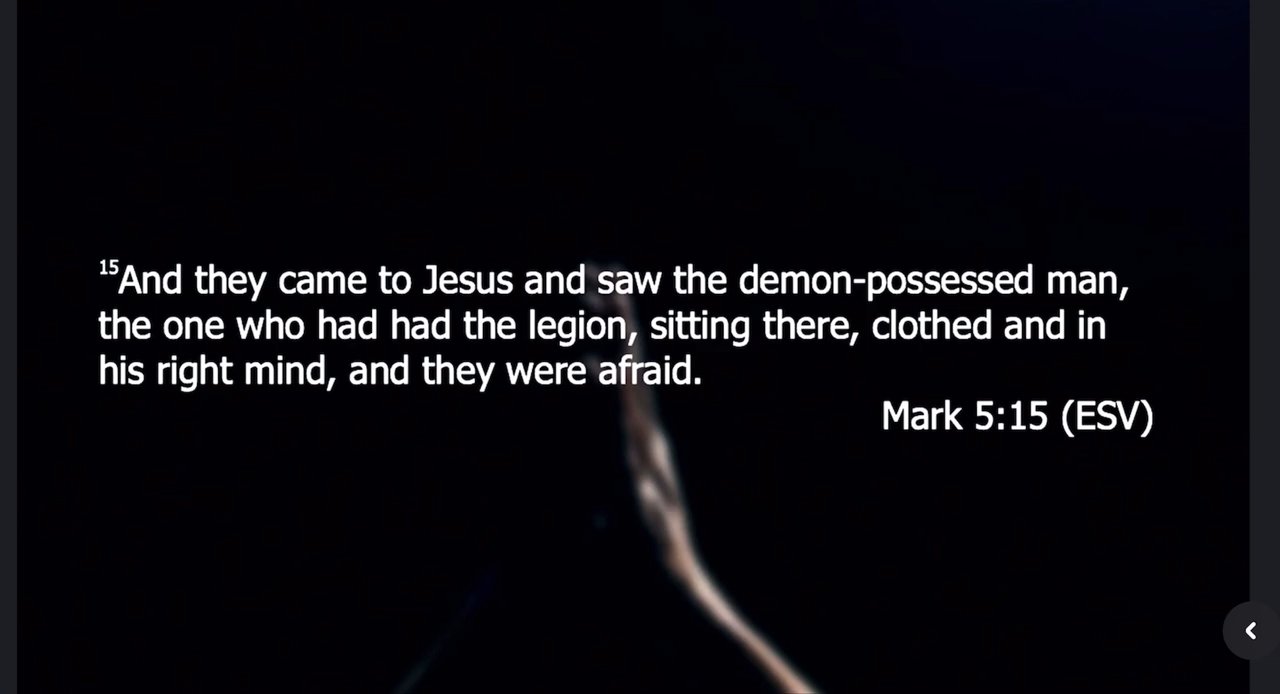 15And they came to Jesus and saw the demon-possessed man,
the one who had had the legion, sitting there, clothed and in
his right mind, and they were afraid.
Mark 5:15 (ESV)